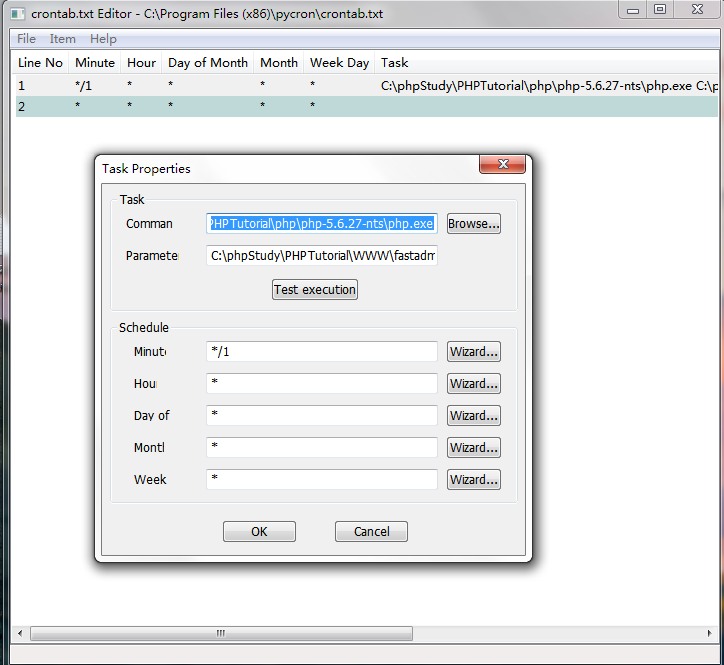 crontab.txt Editor - C:\Program Files (x86)\pycron\crontab.txt
File Item Help
Line No Minute Hour Day of Month Month Week Day Task
1 */1 * * * * C:\phpStudy\PHPTutorial\php\php-5.6.27-nts\php.exe C:\p
2 * * * * *
Task Properties
Task
Comman PHPTutorial\php\php-5.6.27-nts\php.exe Browse...
Paramete C:\phpStudy\PHPTutorial\WWW\fastadm
Test execution
Schedule
Minut */1 Wizard...
Hou * Wizard...
Day of * Wizard...
Mont * Wizard...
Week * Wizard...
OK Cancel